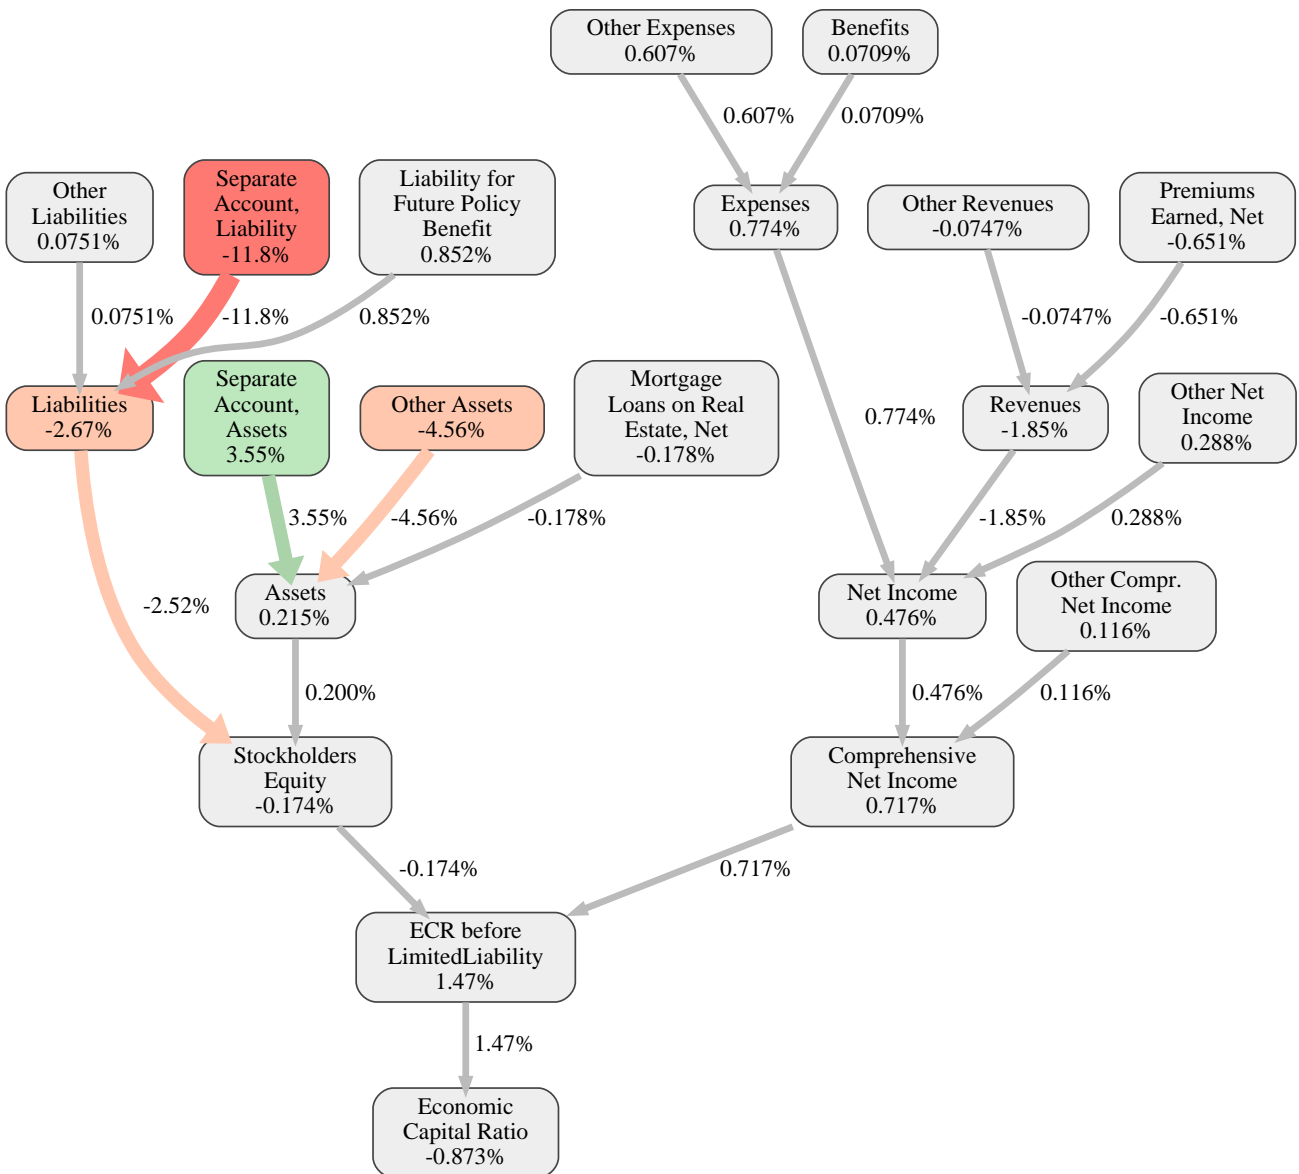 Other Expenses
0.607%
Benefits
0.0709%
0.607%
0.0709%
Other
Liabilities
0.0751%
Separate
Account,
Liability
-11.8%
Liability for
Future Policy
Benefit
0.852%
Expenses
0.774%
Other Revenues
-0.0747%
Premiums
Earned, Net
-0.651%
0.0751%
-11.8%
0.852%
-0.0747%
-0.651%
Liabilities
-2.67%
Separate
Account,
Assets
3.55%
Other Assets
-4.56%
Mortgage
Loans on Real
Estate, Net
-0.178%
0.774%
Revenues
-1.85%
Other Net
Income
0.288%
3.55%
-4.56%
-0.178%
-1.85%
0.288%
-2.52%
Assets
0.215%
Net Income
0.476%
Other Compr.
Net Income
0.116%
0.200%
0.476%
0.116%
Stockholders
Equity
-0.174%
Comprehensive
Net Income
0.717%
-0.174%
0.717%
ECR before
LimitedLiability
1.47%
1.47%
Economic
Capital Ratio
-0.873%